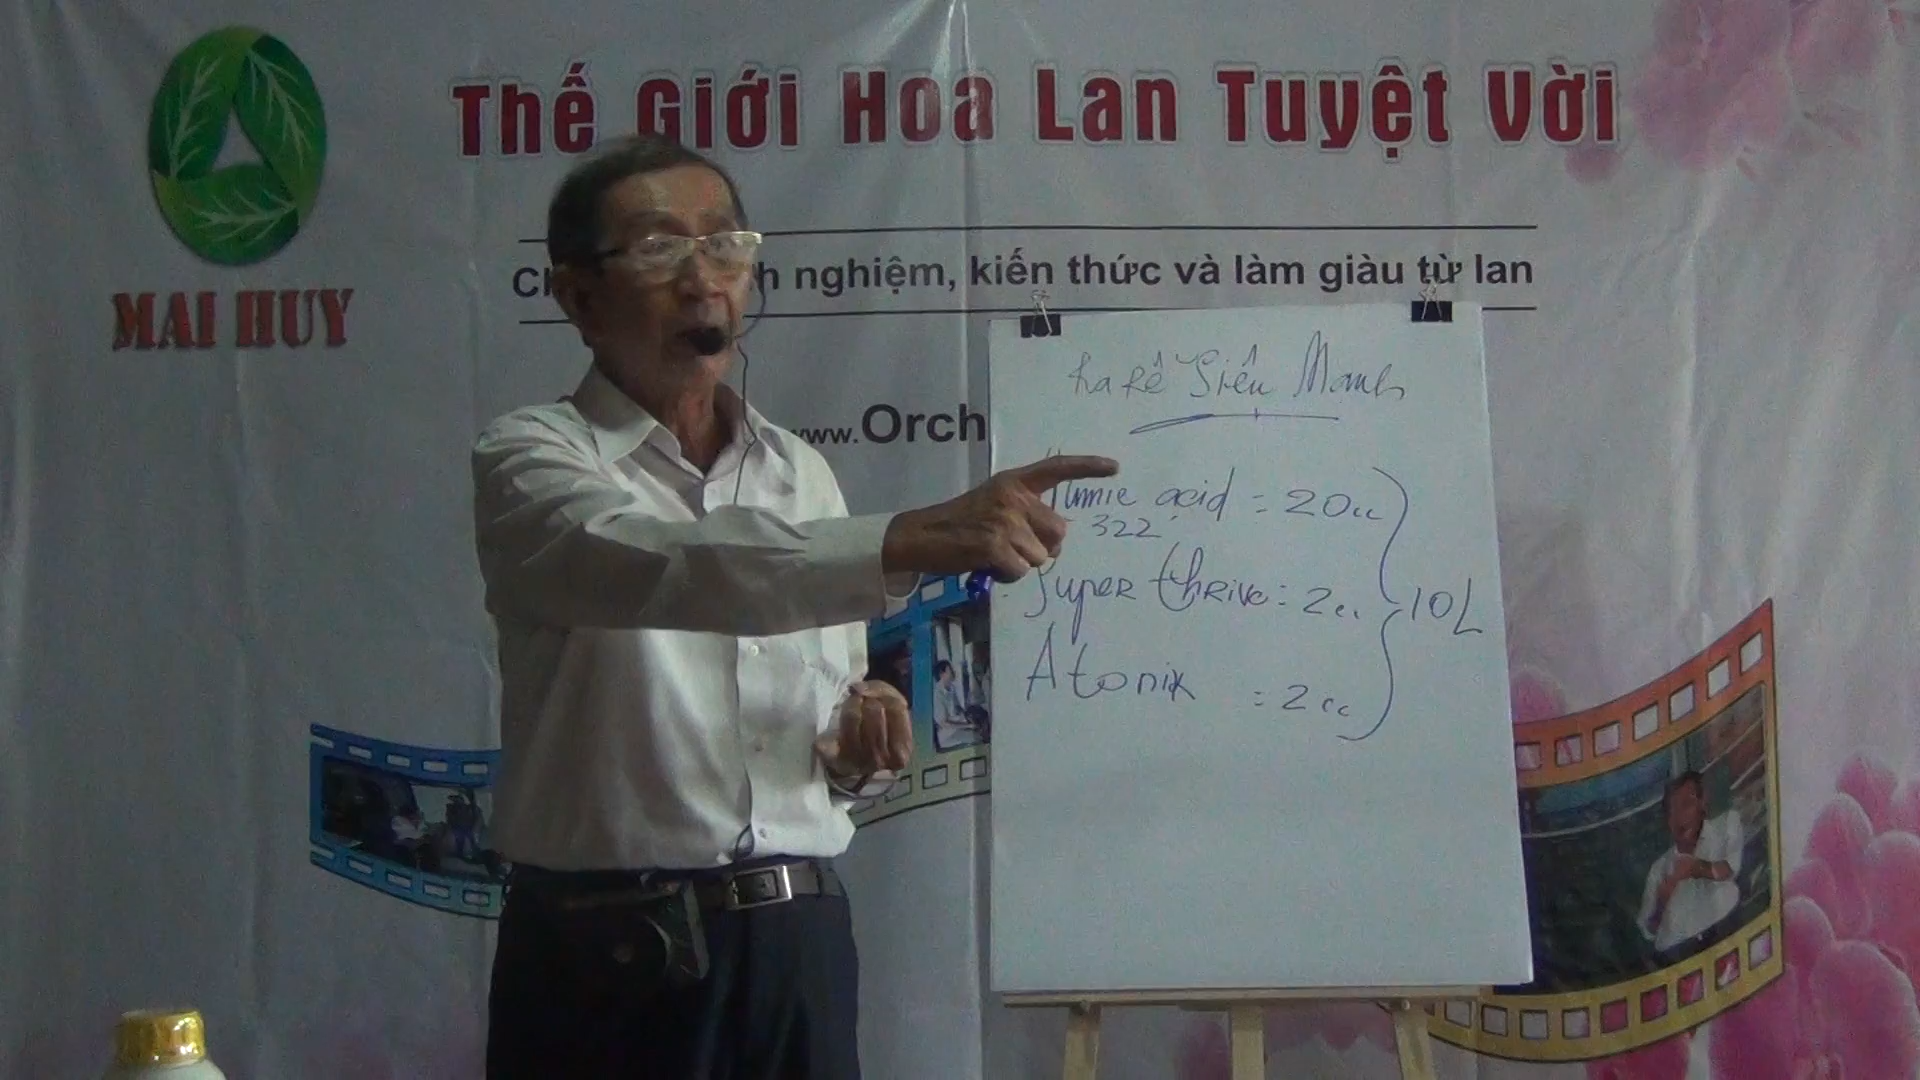 Thế Giới Hoa Lan Tuyệt Vời
MAI HUY
nghiệm, kiến thức và làm giàu từ lan
www.Orch
Ra Rễ Siêu Mạnh
acid = 20cc
322
Super thrive = 2cc
10L
Atonik = 2cc